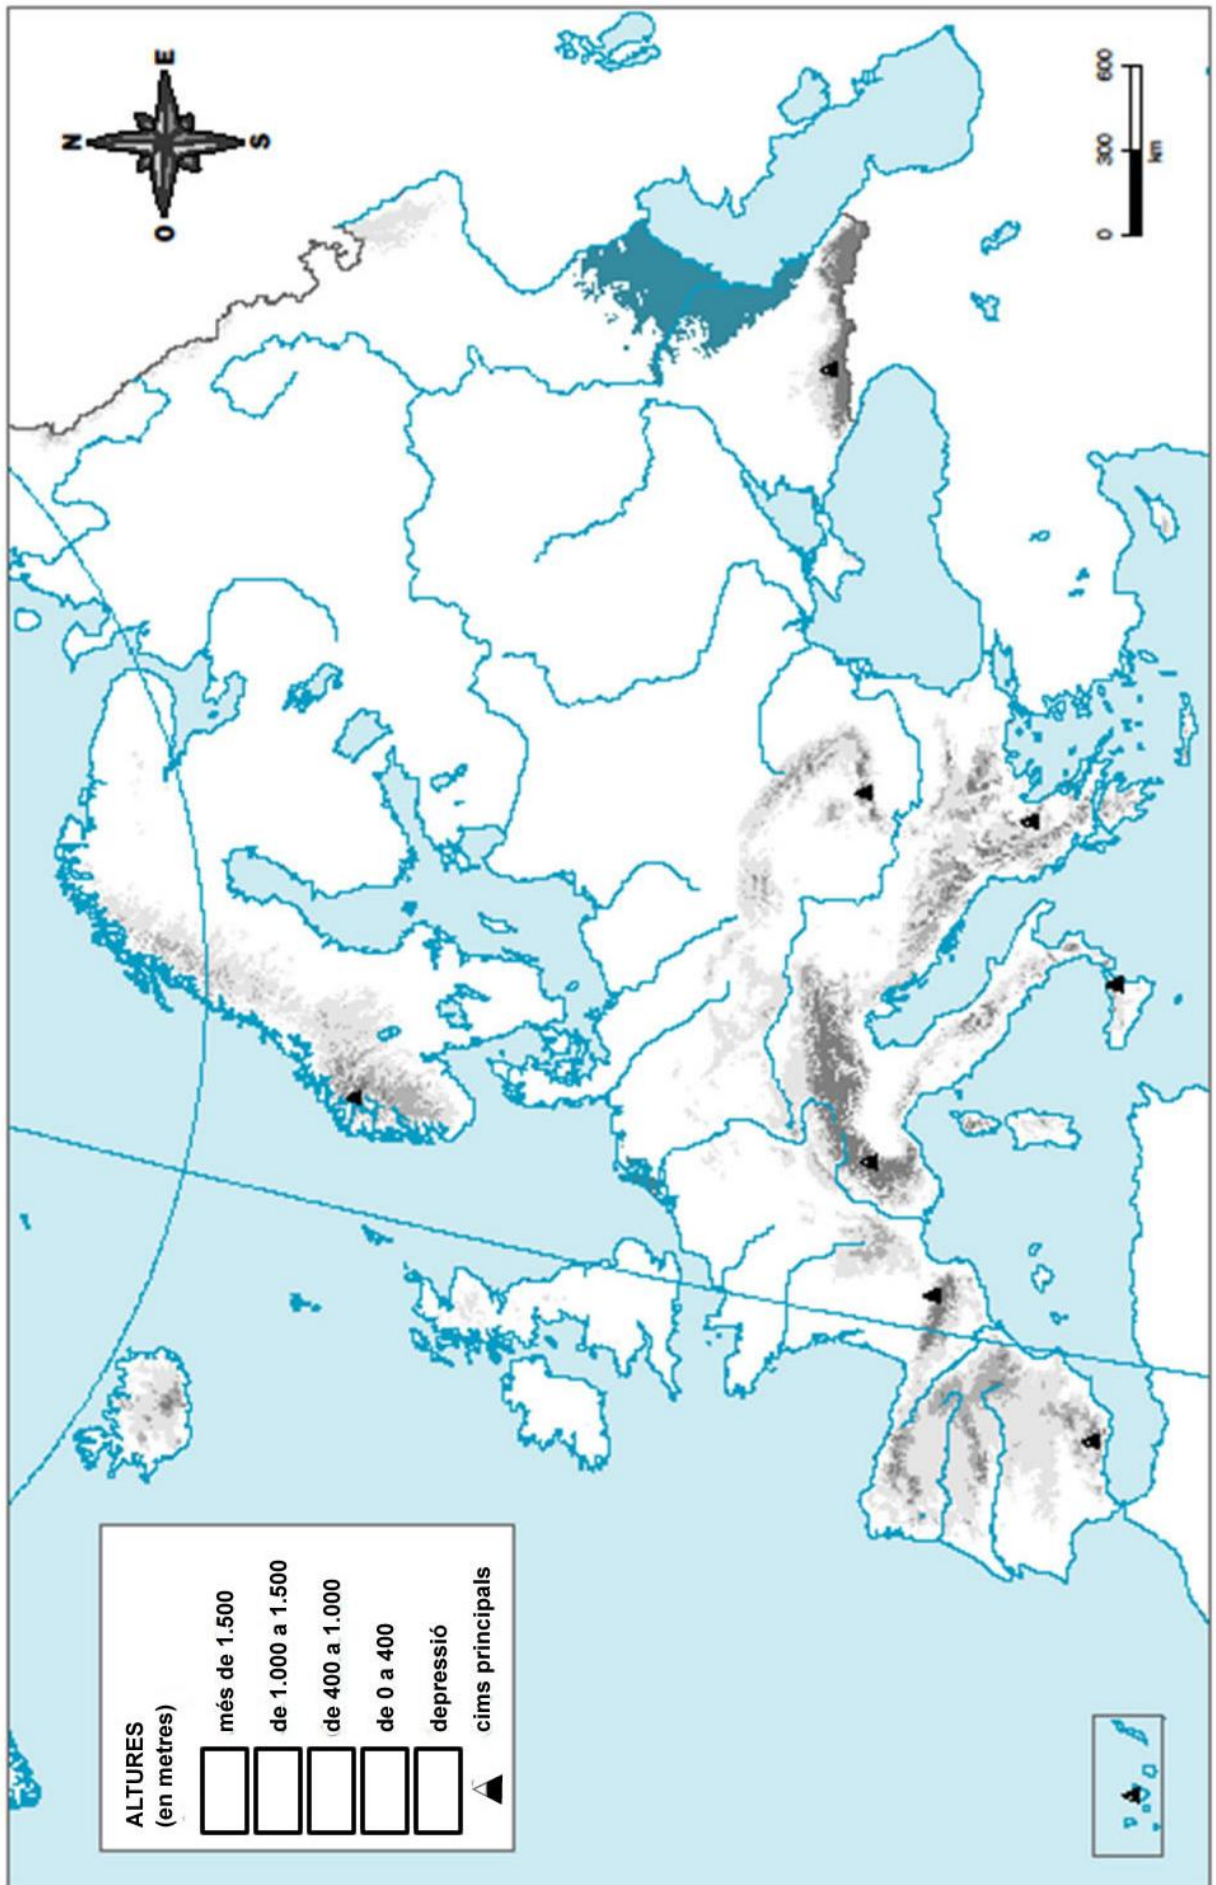 ALTURES
(en metres)
més de 1.500
de 1.000 a 1.500
de 400 a 1.000
de 0 a 400
depressió
cims principals
N
O
E
S
0 300 600
km